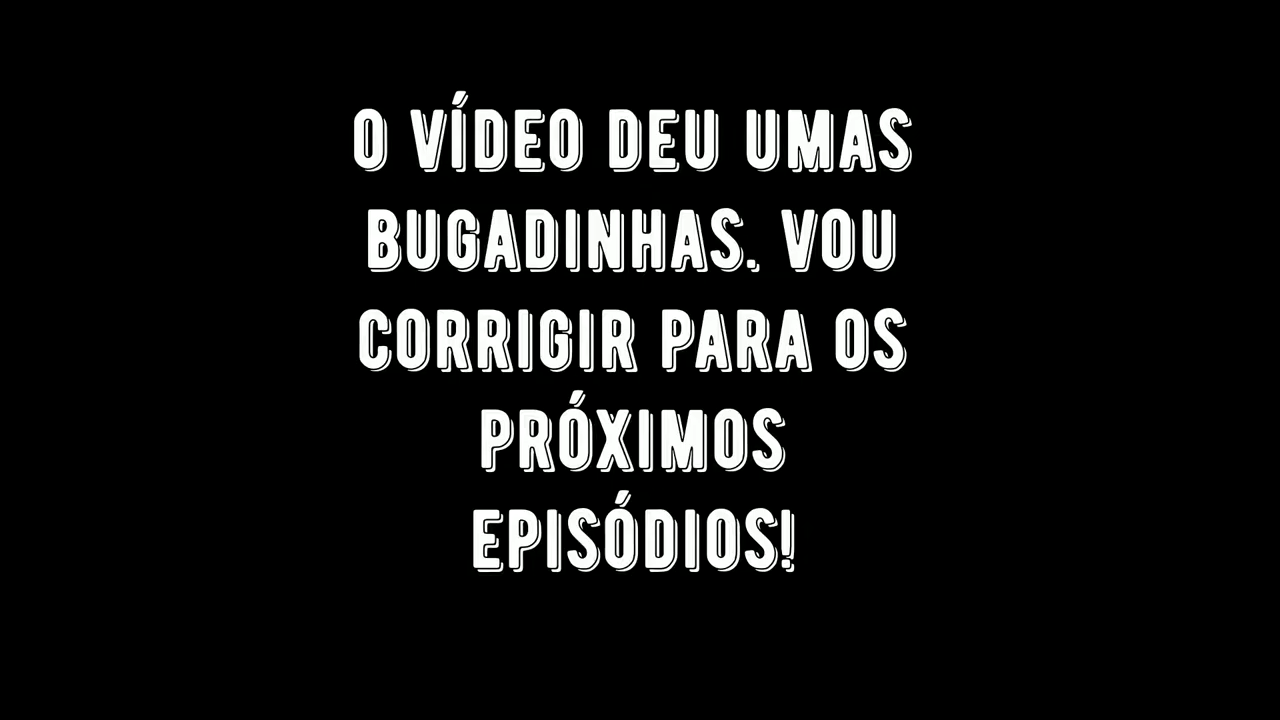 O VÍDEO DEU UMAS
BUGADINHAS. VOU
CORRIGIR PARA OS
PRÓXIMOS
EPISÓDIOS!